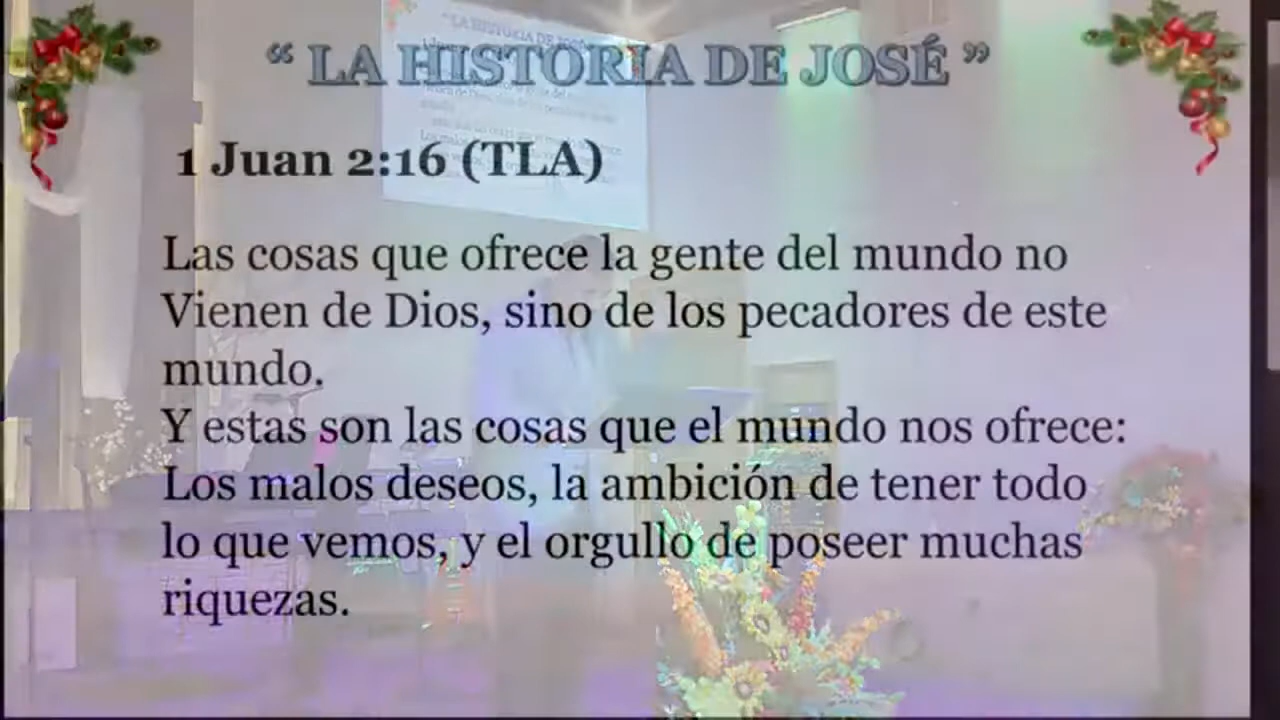 “ LA HISTORIA DE JOSÉ ”
1 Juan 2:16 (TLA)
Las cosas que ofrece la gente del mundo no
Vienen de Dios, sino de los pecadores de este
mundo.
Y estas son las cosas que el mundo nos ofrece:
Los malos deseos, la ambición de tener todo
lo que vemos, y el orgullo de poseer muchas
riquezas.